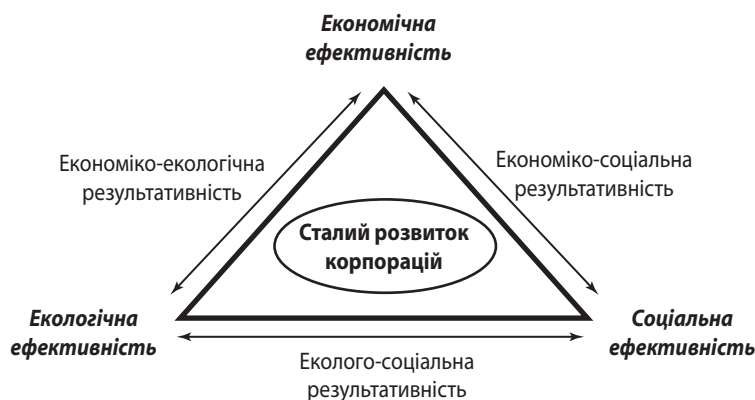 Економічна
ефективність
Економіко-екологічна
результативність
Економіко-соціальна
результативність
Сталий розвиток
корпорацій
Екологічна
ефективність
Соціальна
ефективність
Еколого-соціальна
результативність